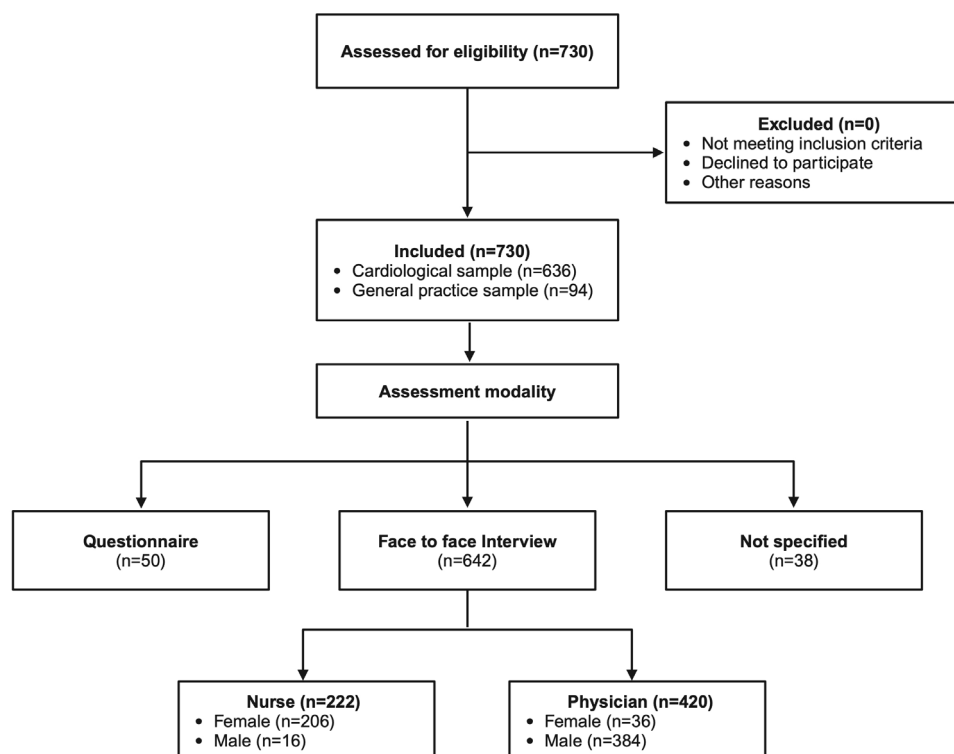 Assessed for eligibility (n=730)
Excluded (n=0)
• Not meeting inclusion criteria
• Declined to participate
• Other reasons
Included (n=730)
• Cardiological sample (n=636)
• General practice sample (n=94)
Assessment modality
Questionnaire
(n=50)
Face to face Interview
(n=642)
Not specified
(n=38)
Nurse (n=222)
• Female (n=206)
• Male (n=16)
Physician (n=420)
• Female (n=36)
• Male (n=384)